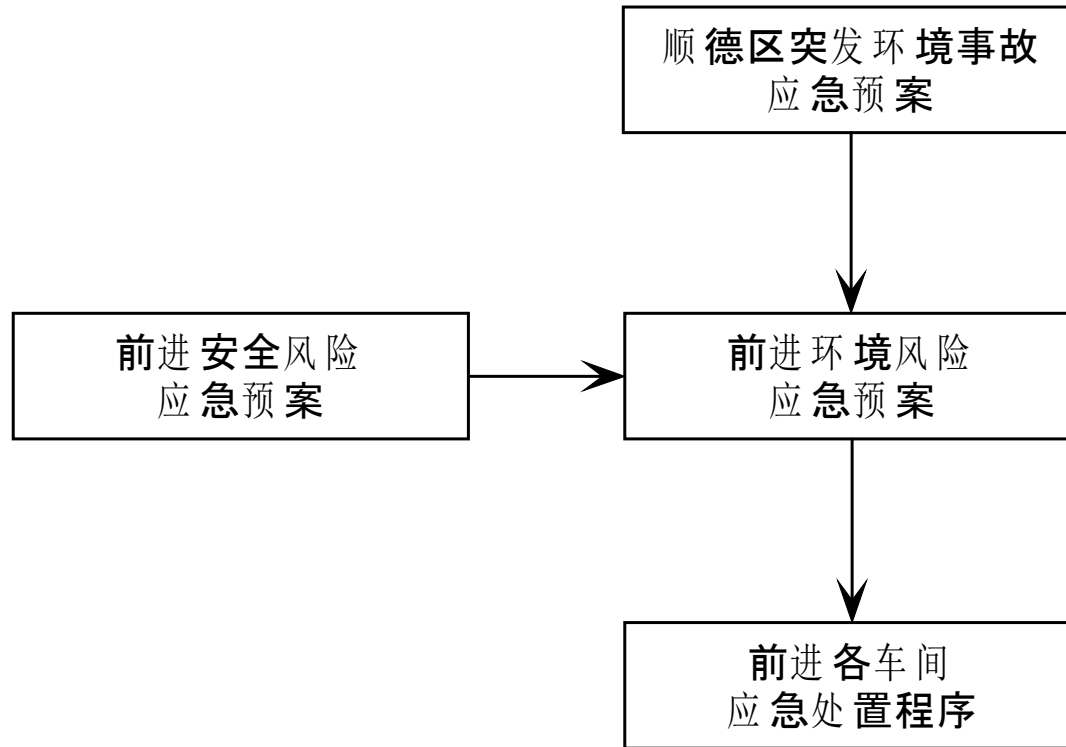 顺德区突发环境事故
应急预案
前进安全风险
应急预案
前进环境风险
应急预案
前进各车间
应急处置程序